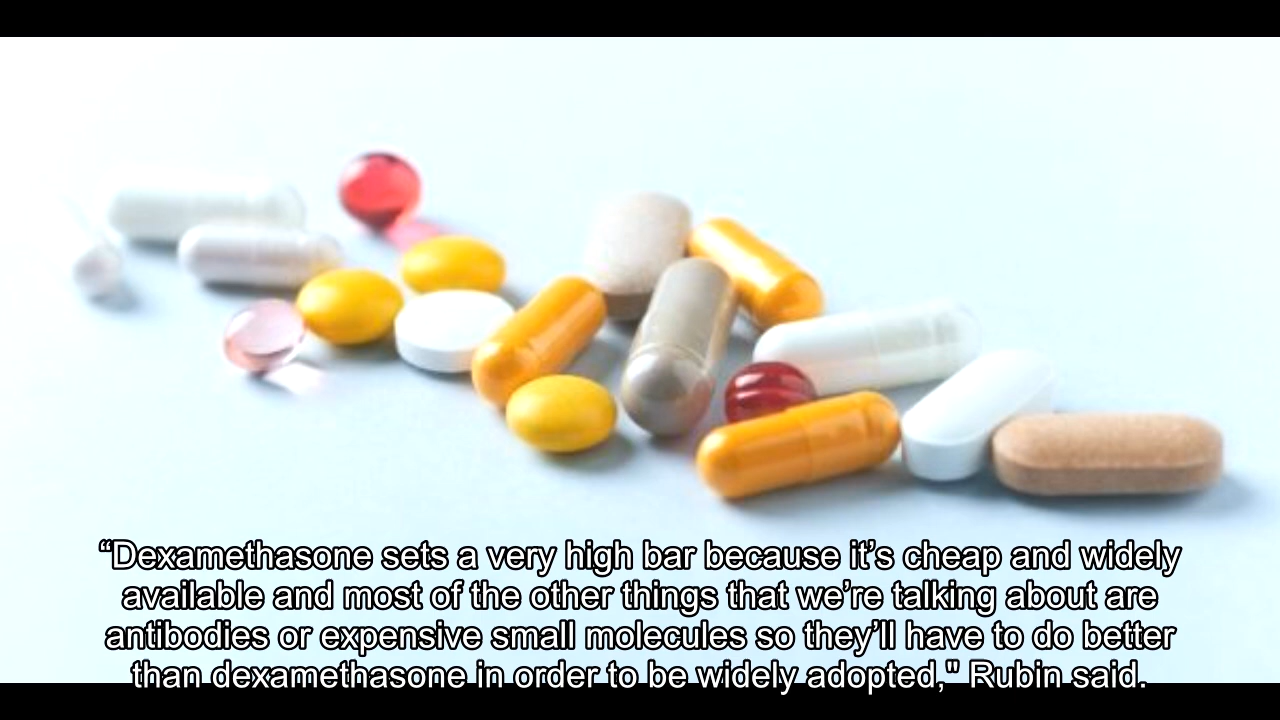 “Dexamethasone sets a very high bar because it’s cheap and widely
available and most of the other things that we’re talking about are
antibodies or expensive small molecules so they’ll have to do better
than dexamethasone in order to be widely adopted," Rubin said.